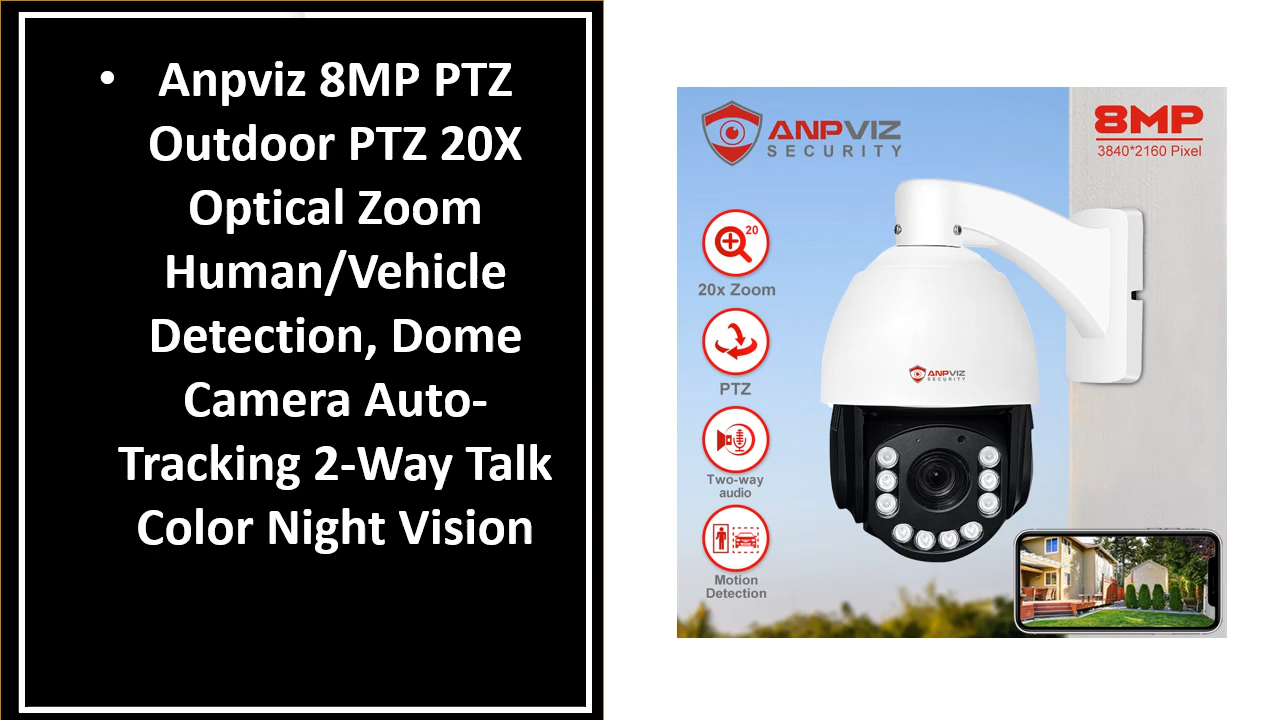 • Anpviz 8MP PTZ
Outdoor PTZ 20X
Optical Zoom
Human/Vehicle
Detection, Dome
Camera Auto-
Tracking 2-Way Talk
Color Night Vision
ANPVIZ
SECURITY
8MP
3840*2160 Pixel
20
20x Zoom
PTZ
Two-way
audio
Motion
Detection
ANPVIZ
SECURITY